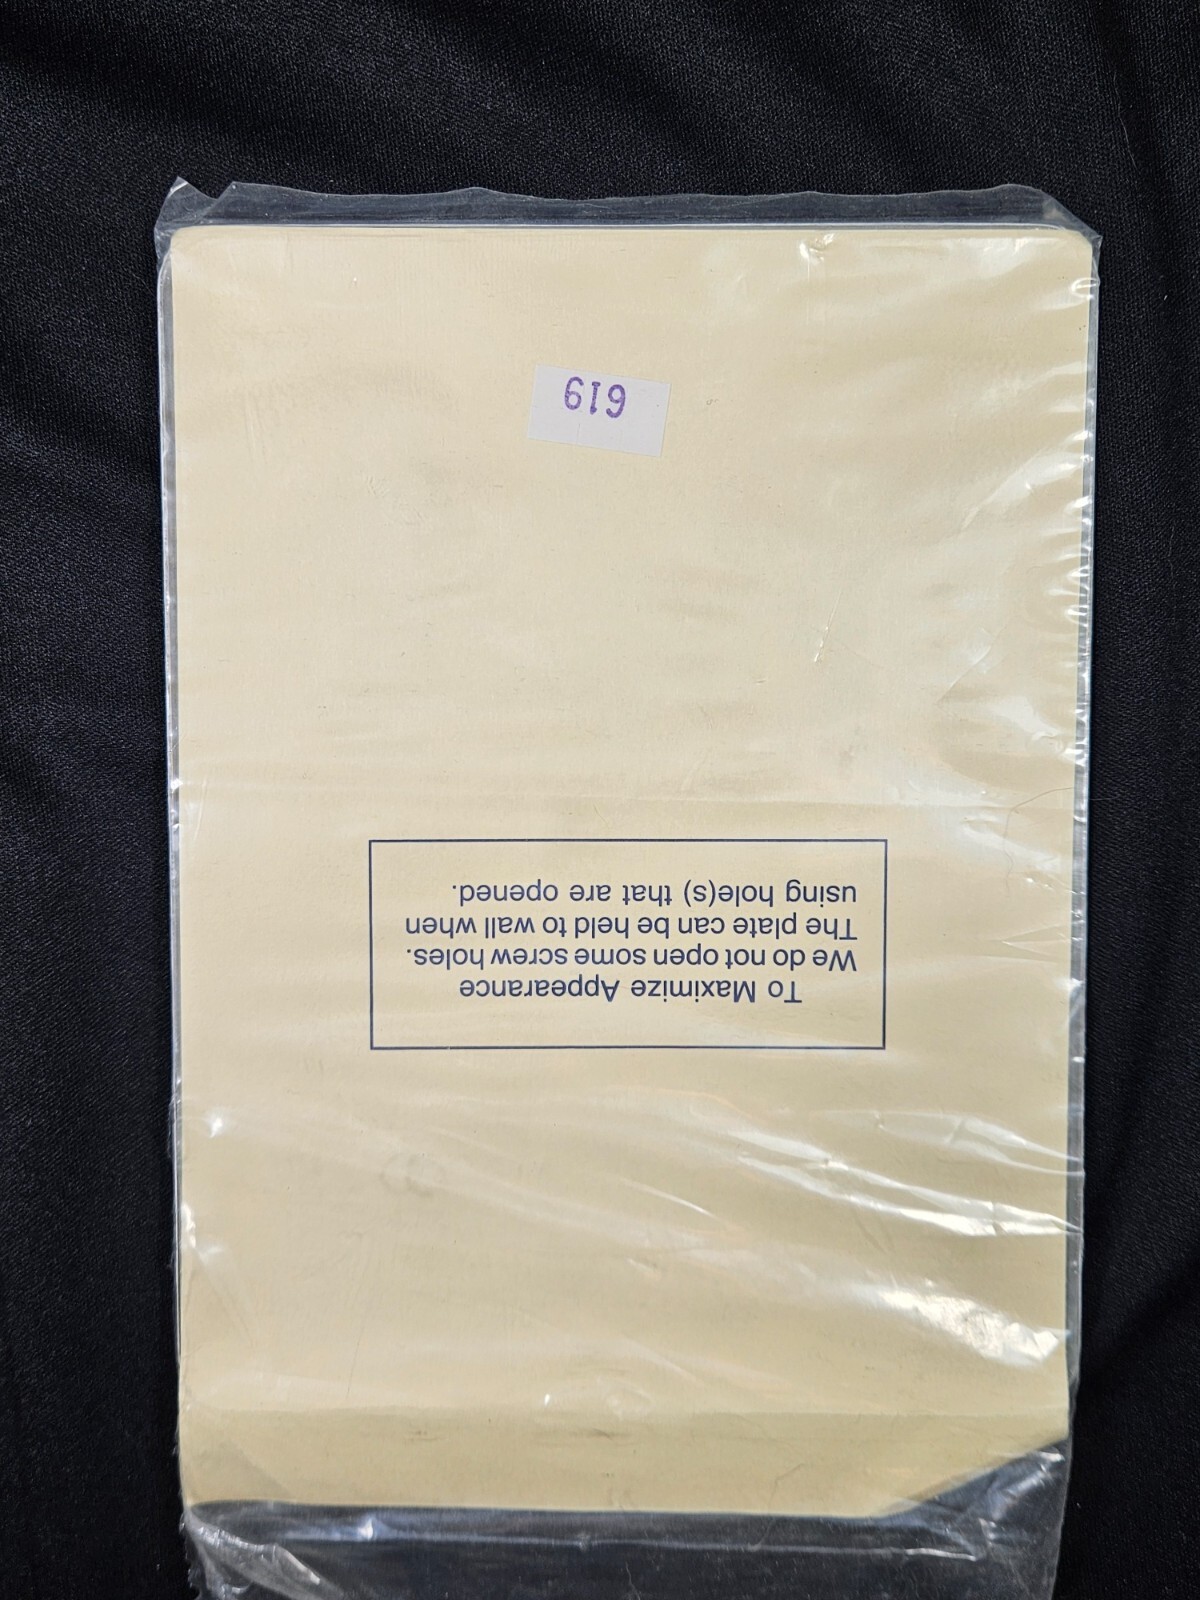 To Maximize Appearance
We do not open some screw holes.
The plate can be held to wall when
using hole(s) that are opened.
619